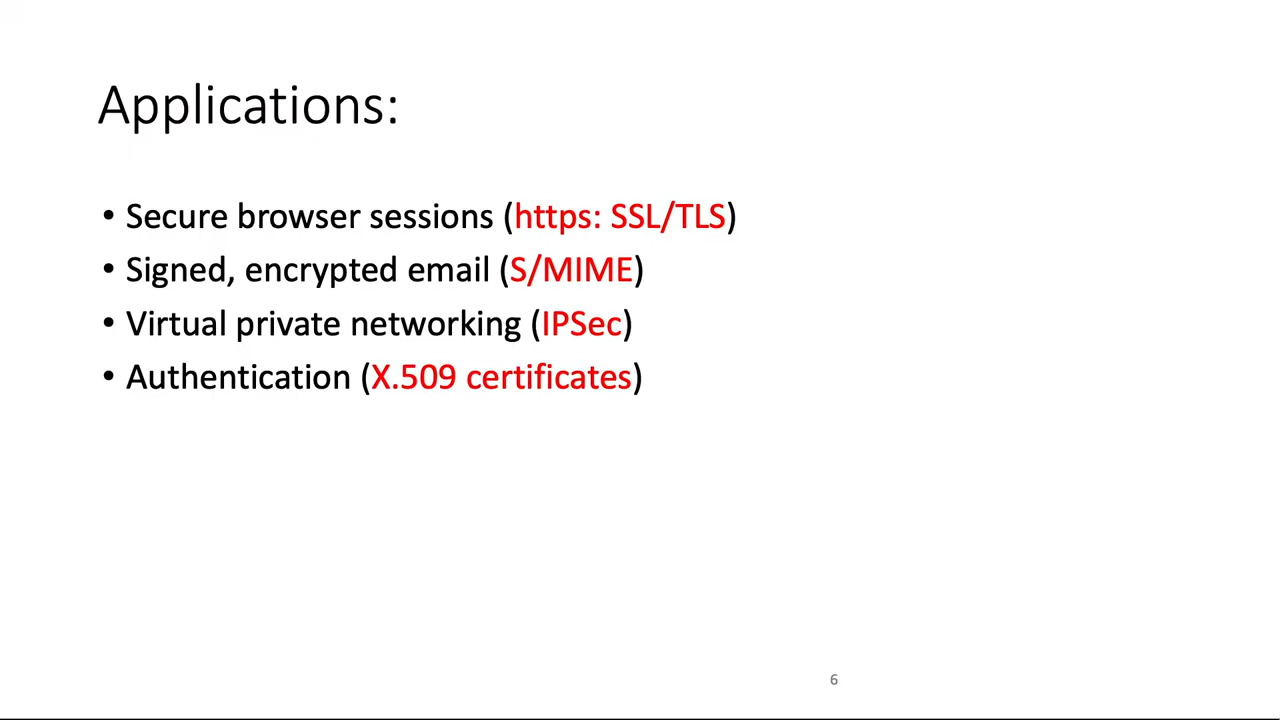 Applications:
• Secure browser sessions (https: SSL/TLS)
• Signed, encrypted email (S/MIME)
• Virtual private networking (IPSec)
• Authentication (X.509 certificates)
6